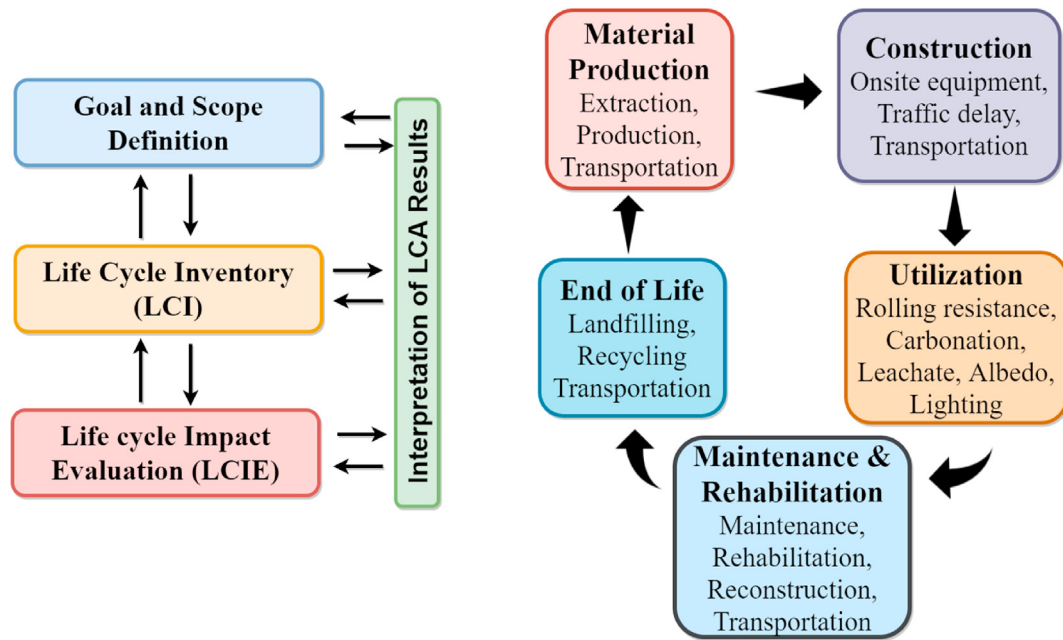 Goal and Scope
Definition
Life Cycle Inventory
(LCI)
Life cycle Impact
Evaluation (LCIE)
Interpretation of LCA Results
Material
Production
Extraction,
Production,
Transportation
Construction
Onsite equipment,
Traffic delay,
Transportation
Utilization
Rolling resistance,
Carbonation,
Leachate, Albedo,
Lighting
Maintenance &
Rehabilitation
Maintenance,
Rehabilitation,
Reconstruction,
Transportation
End of Life
Landfilling,
Recycling
Transportation